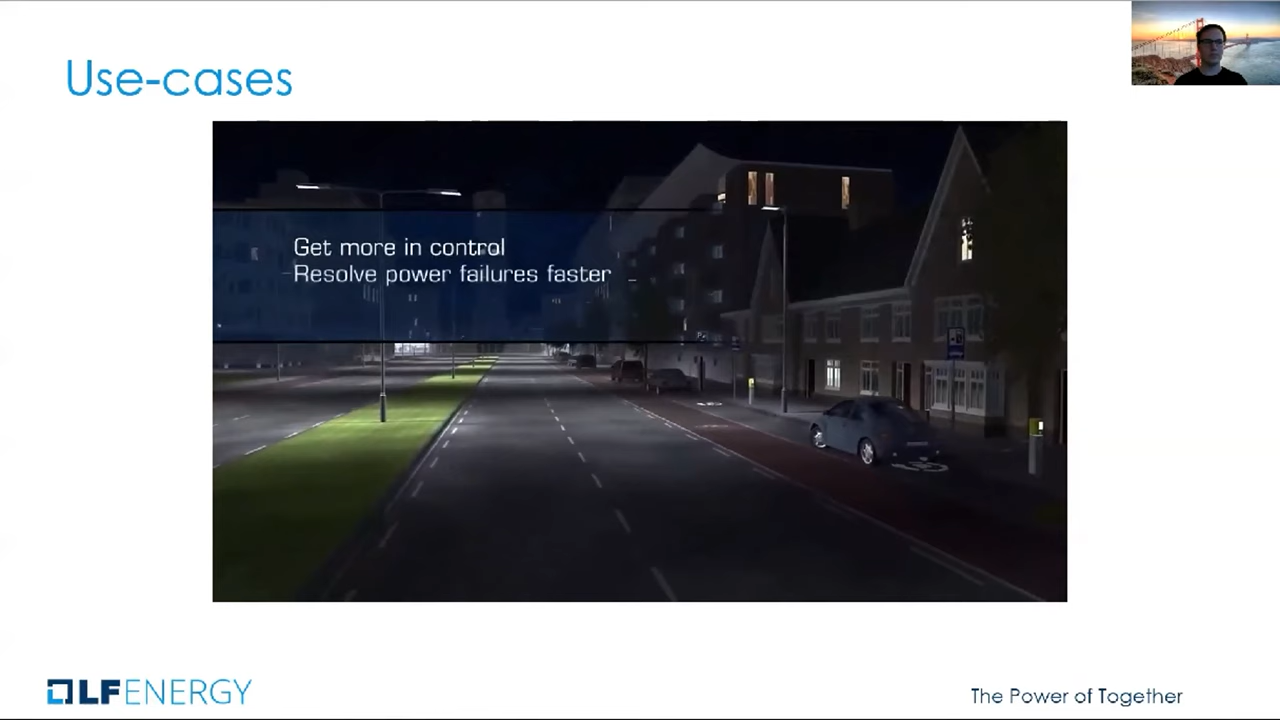 Use-cases
Get more in control
Resolve power failures faster
LFENERGY
The Power of Together